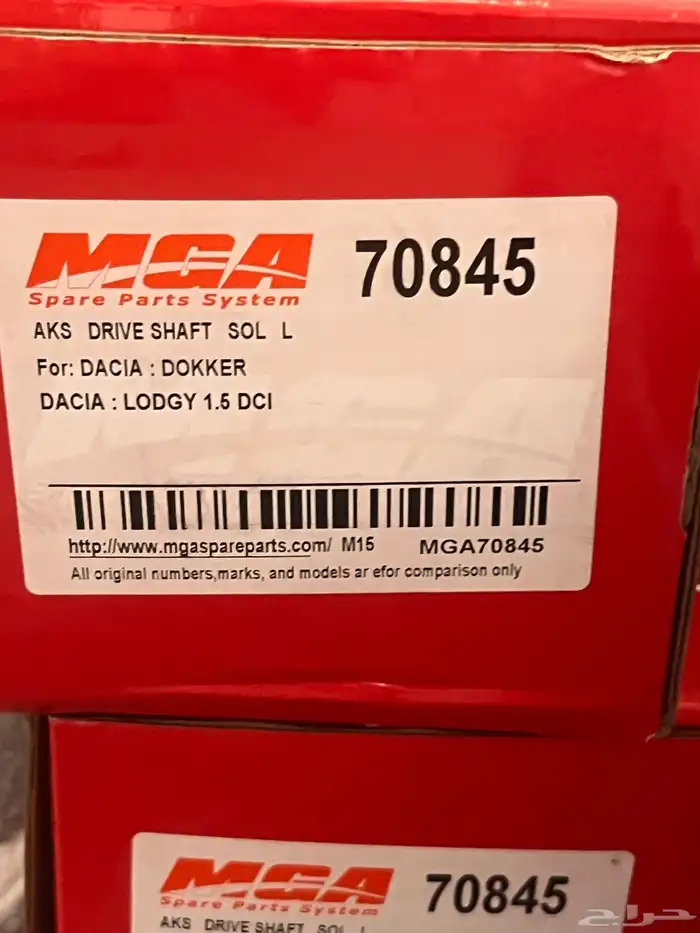 MGA
70845
Spare Parts System
AKS DRIVE SHAFT SOL L
For: DACIA : DOKKER
DACIA : LODGY 1.5 DCI
http://www.mgaspareparts.com/ M15 MGA70845
All original numbers,marks, and models ar efor comparison only
MGA
70845
Spare Parts System
AKS DRIVE SHAFT SOL L
حراج